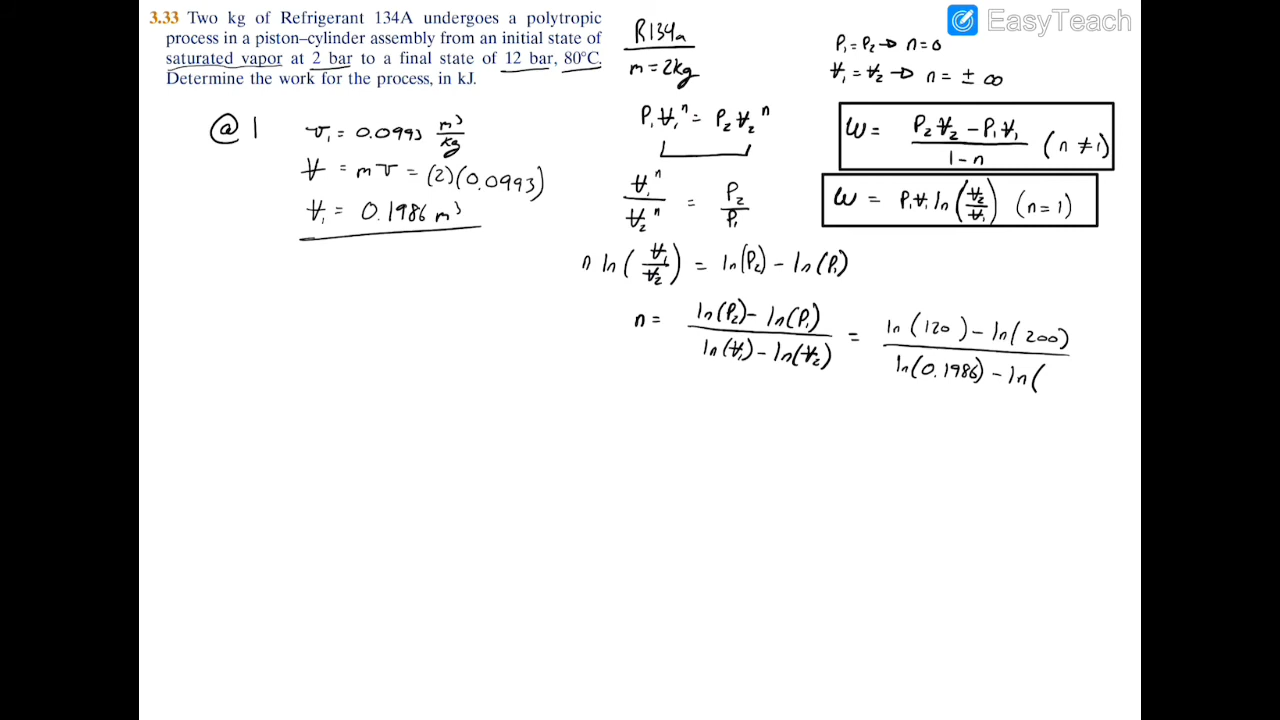 3.33 Two kg of Refrigerant 134A undergoes a polytropic
process in a piston–cylinder assembly from an initial state of
saturated vapor at 2 bar to a final state of 12 bar, 80°C.
Determine the work for the process, in kJ.
EasyTeach
R134a
m = 2kg
P₁ = P₂ → n = 0
V₁ = V₂ → n = ± ∞
@ 1
v₁ = 0.0993 m³/kg
V = mv = (2)(0.0993)
V₁ = 0.1986 m³
P₁V₁ⁿ = P₂V₂ⁿ
V₁ⁿ/V₂ⁿ = P₂/P₁
n ln(V₁/V₂) = ln(P₂) − ln(P₁)
n = (ln(P₂) − ln(P₁))/(ln(V₁) − ln(V₂)) = ln(120) − ln(200)/ln(0.1986) − ln(
W = (P₂V₂ − P₁V₁)/(1−n) (n ≠ 1)
W = P₁V₁ ln(V₂/V₁) (n = 1)